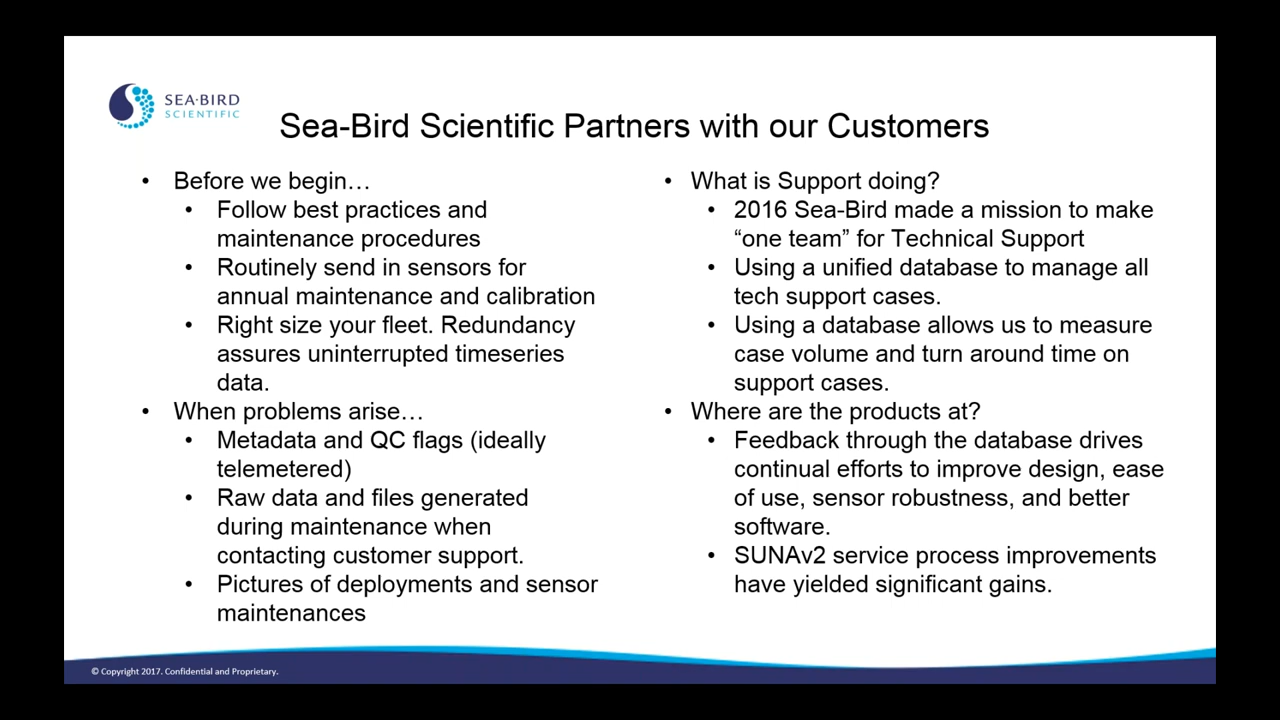 SEA·BIRD
SCIENTIFIC
Sea-Bird Scientific Partners with our Customers
• Before we begin…
• Follow best practices and
maintenance procedures
• Routinely send in sensors for
annual maintenance and calibration
• Right size your fleet. Redundancy
assures uninterrupted timeseries
data.
• When problems arise…
• Metadata and QC flags (ideally
telemetered)
• Raw data and files generated
during maintenance when
contacting customer support.
• Pictures of deployments and sensor
maintenances
• What is Support doing?
• 2016 Sea-Bird made a mission to make
“one team” for Technical Support
• Using a unified database to manage all
tech support cases.
• Using a database allows us to measure
case volume and turn around time on
support cases.
• Where are the products at?
• Feedback through the database drives
continual efforts to improve design, ease
of use, sensor robustness, and better
software.
• SUNAv2 service process improvements
have yielded significant gains.
© Copyright 2017. Confidential and Proprietary.